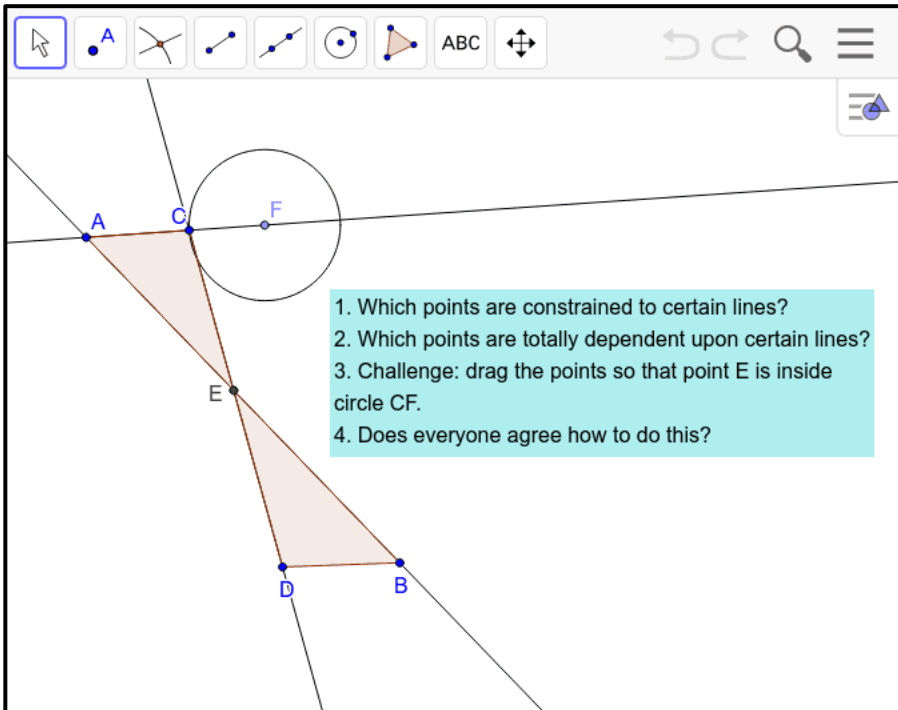 A
ABC
A
C
F
1. Which points are constrained to certain lines?
2. Which points are totally dependent upon certain lines?
3. Challenge: drag the points so that point E is inside
circle CF.
4. Does everyone agree how to do this?
E
D
B